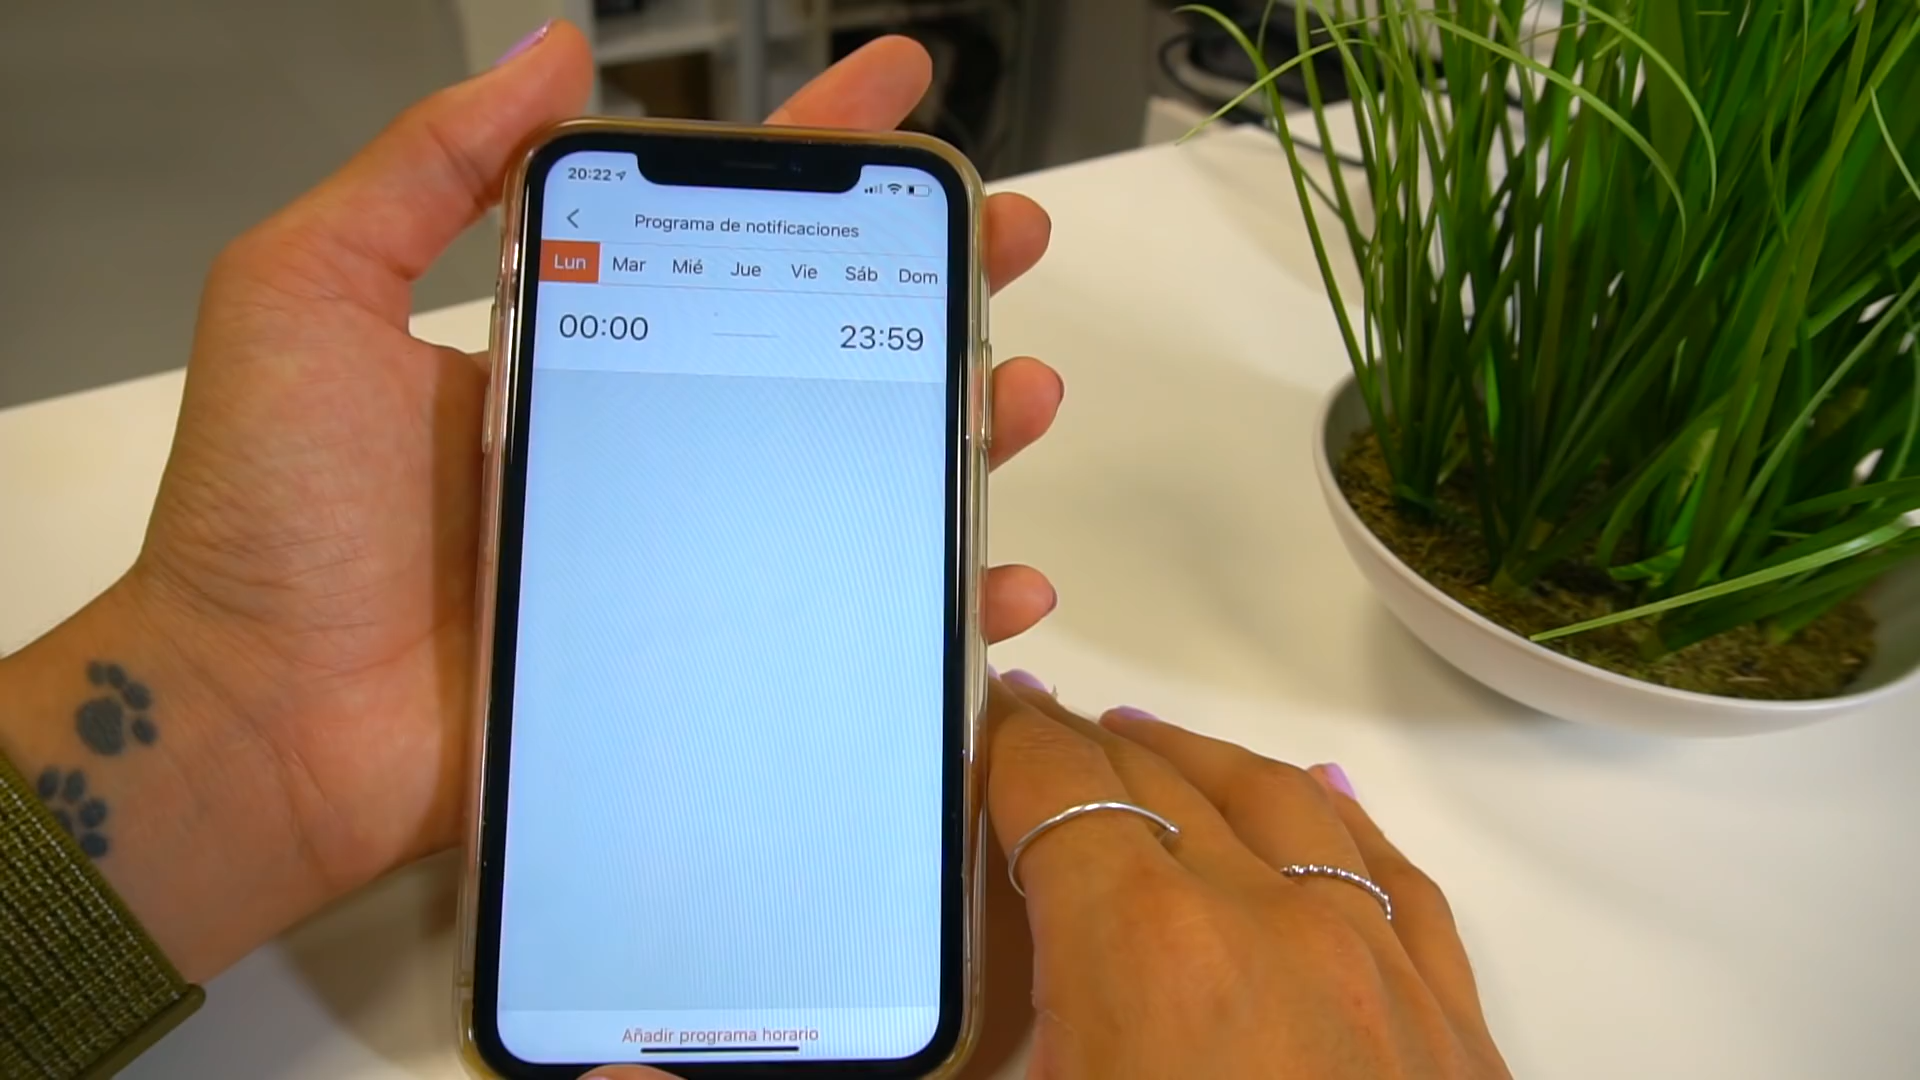 20:22
Programa de notificaciones
Lun Mar Mié Jue Vie Sáb Dom
00:00 23:59
Añadir programa horario